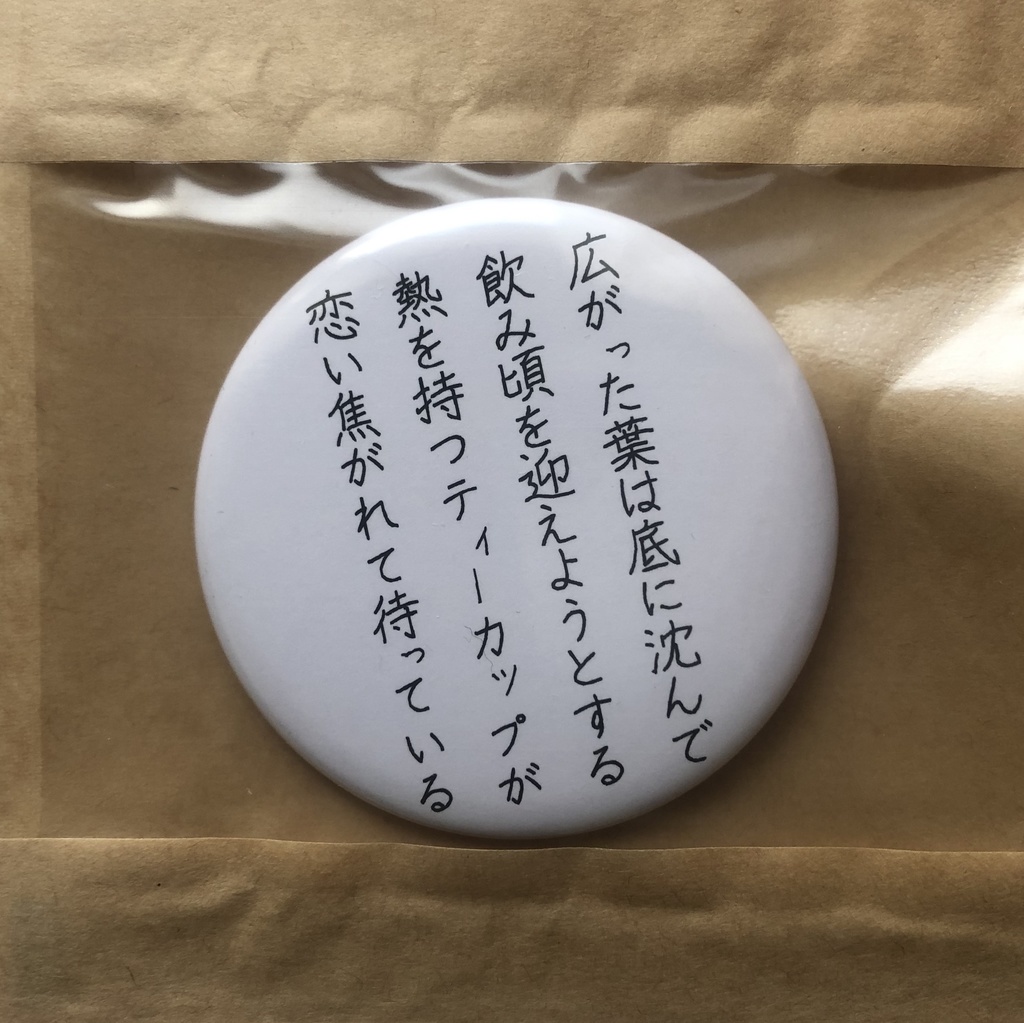 広がった葉は底に沈んで
飲み頃を迎えようとする
熱を持つティーカップが
恋い焦がれて待っている